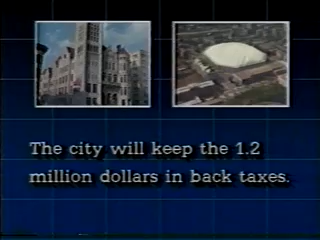 The city will keep the 1.2
million dollars in back taxes.